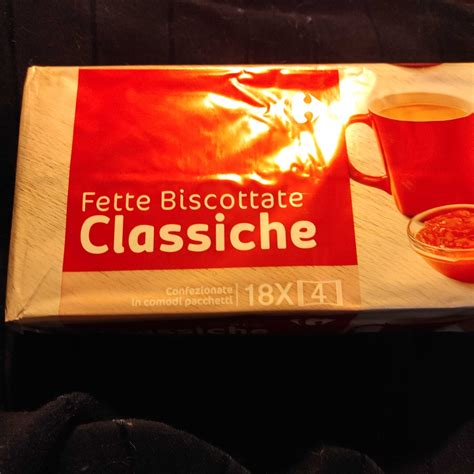 Fette Biscottate
Classiche
Confezionate
in comodi pacchetti
18X 4